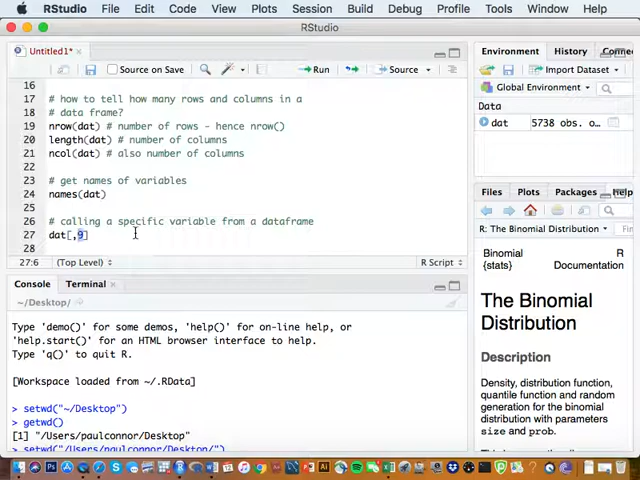 RStudio File Edit Code View Plots Session Build Debug Profile Tools Window Help
RStudio
Untitled1*
Source on Save Run Source
16
17 # how to tell how many rows and columns in a
18 # data frame?
19 nrow(dat) # number of rows - hence nrow()
20 length(dat) # number of columns
21 ncol(dat) # also number of columns
22
23 # get names of variables
24 names(dat)
25
26 # calling a specific variable from a dataframe
27 dat[,9]
28
27:6 (Top Level) R Script
Console Terminal
~/Desktop/
Type 'demo()' for some demos, 'help()' for on-line help, or
'help.start()' for an HTML browser interface to help.
Type 'q()' to quit R.
[Workspace loaded from ~/.RData]
> setwd("~/Desktop")
> getwd()
[1] "/Users/paulconnor/Desktop"
> setwd("/Users/paulconnor/Desktop/")
Environment History Connec
Import Dataset
Global Environment
Data
dat 5738 obs. o…
Files Plots Packages Help
R: The Binomial Distribution
Binomial R
{stats} Documentation
The Binomial
Distribution
Description
Density, distribution function,
quantile function and random
generation for the binomial
distribution with parameters
size and prob.